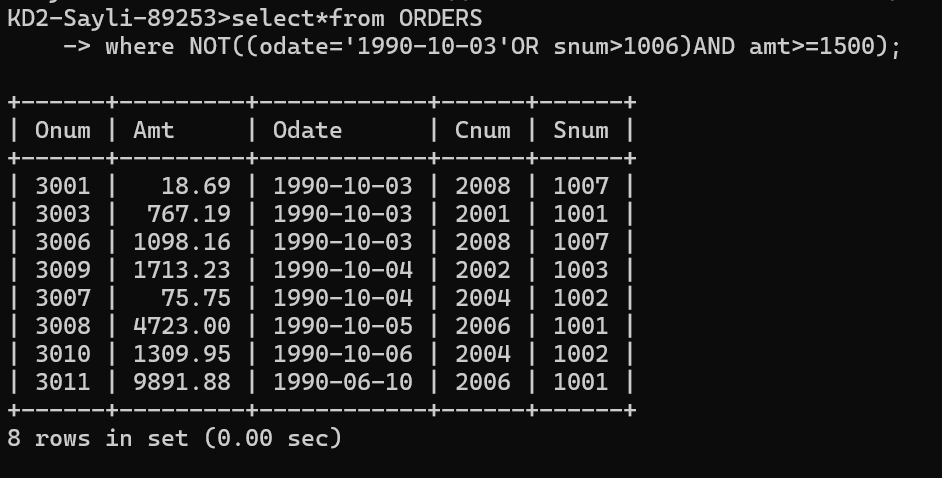 KD2-Sayli-89253>select*from ORDERS
    -> where NOT((odate='1990-10-03'OR snum>1006)AND amt>=1500);
+------+---------+------------+------+------+
| Onum | Amt     | Odate      | Cnum | Snum |
+------+---------+------------+------+------+
| 3001 |   18.69 | 1990-10-03 | 2008 | 1007 |
| 3003 |  767.19 | 1990-10-03 | 2001 | 1001 |
| 3006 | 1098.16 | 1990-10-03 | 2008 | 1007 |
| 3009 | 1713.23 | 1990-10-04 | 2002 | 1003 |
| 3007 |   75.75 | 1990-10-04 | 2004 | 1002 |
| 3008 | 4723.00 | 1990-10-05 | 2006 | 1001 |
| 3010 | 1309.95 | 1990-10-06 | 2004 | 1002 |
| 3011 | 9891.88 | 1990-06-10 | 2006 | 1001 |
+------+---------+------------+------+------+
8 rows in set (0.00 sec)